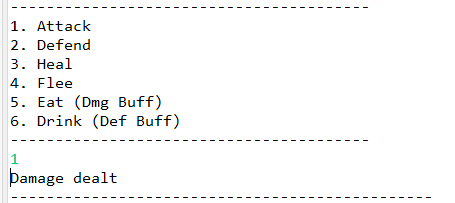 ----------------------------------------
1. Attack
2. Defend
3. Heal
4. Flee
5. Eat (Dmg Buff)
6. Drink (Def Buff)
----------------------------------------
1
Damage dealt
-----------------------------------------------